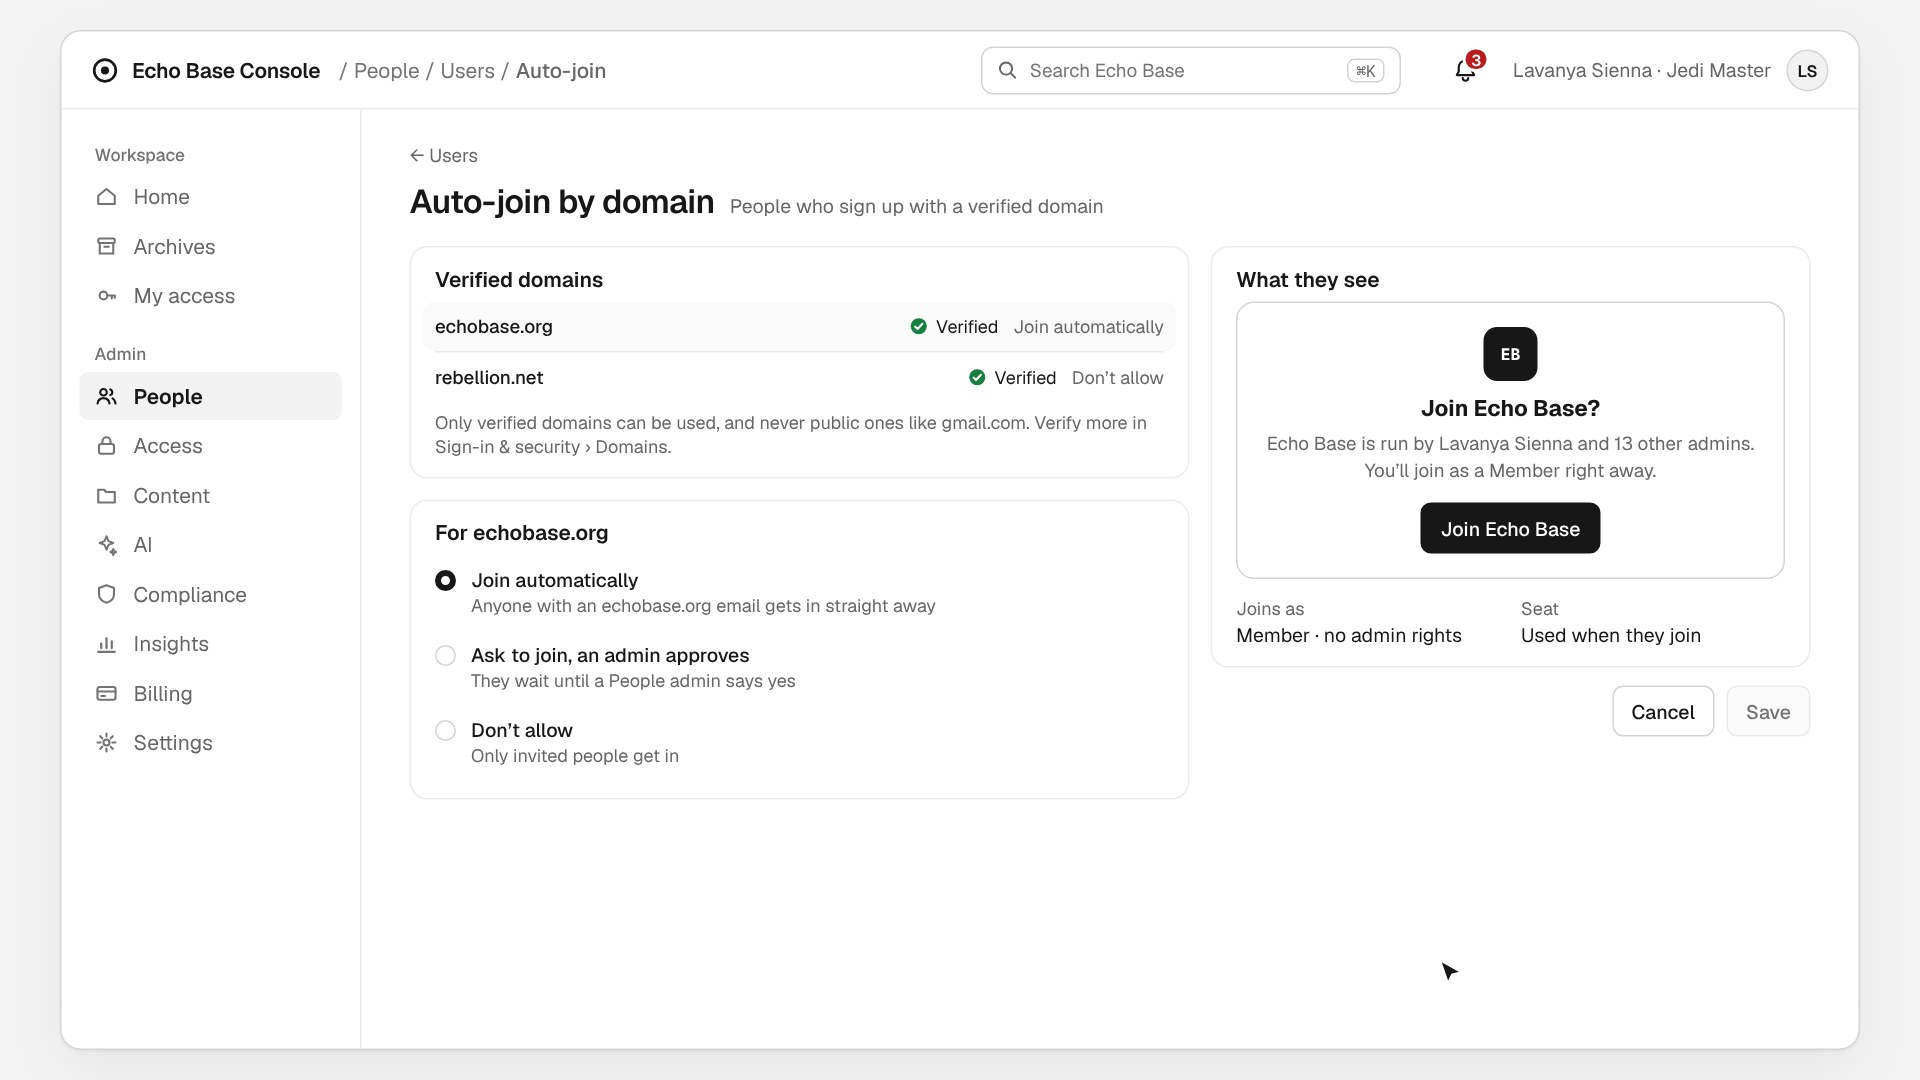 Echo Base Console / People / Users / Auto-join
Search Echo Base ⌘K
3
Lavanya Sienna · Jedi Master LS
Workspace
Home
Archives
My access
Admin
People
Access
Content
AI
Compliance
Insights
Billing
Settings
← Users
Auto-join by domain People who sign up with a verified domain
Verified domains
echobase.org Verified Join automatically
rebellion.net Verified Don’t allow
Only verified domains can be used, and never public ones like gmail.com. Verify more in
Sign-in & security › Domains.
For echobase.org
Join automatically
Anyone with an echobase.org email gets in straight away
Ask to join, an admin approves
They wait until a People admin says yes
Don’t allow
Only invited people get in
What they see
EB
Join Echo Base?
Echo Base is run by Lavanya Sienna and 13 other admins.
You’ll join as a Member right away.
Join Echo Base
Joins as Seat
Member · no admin rights Used when they join
Cancel Save